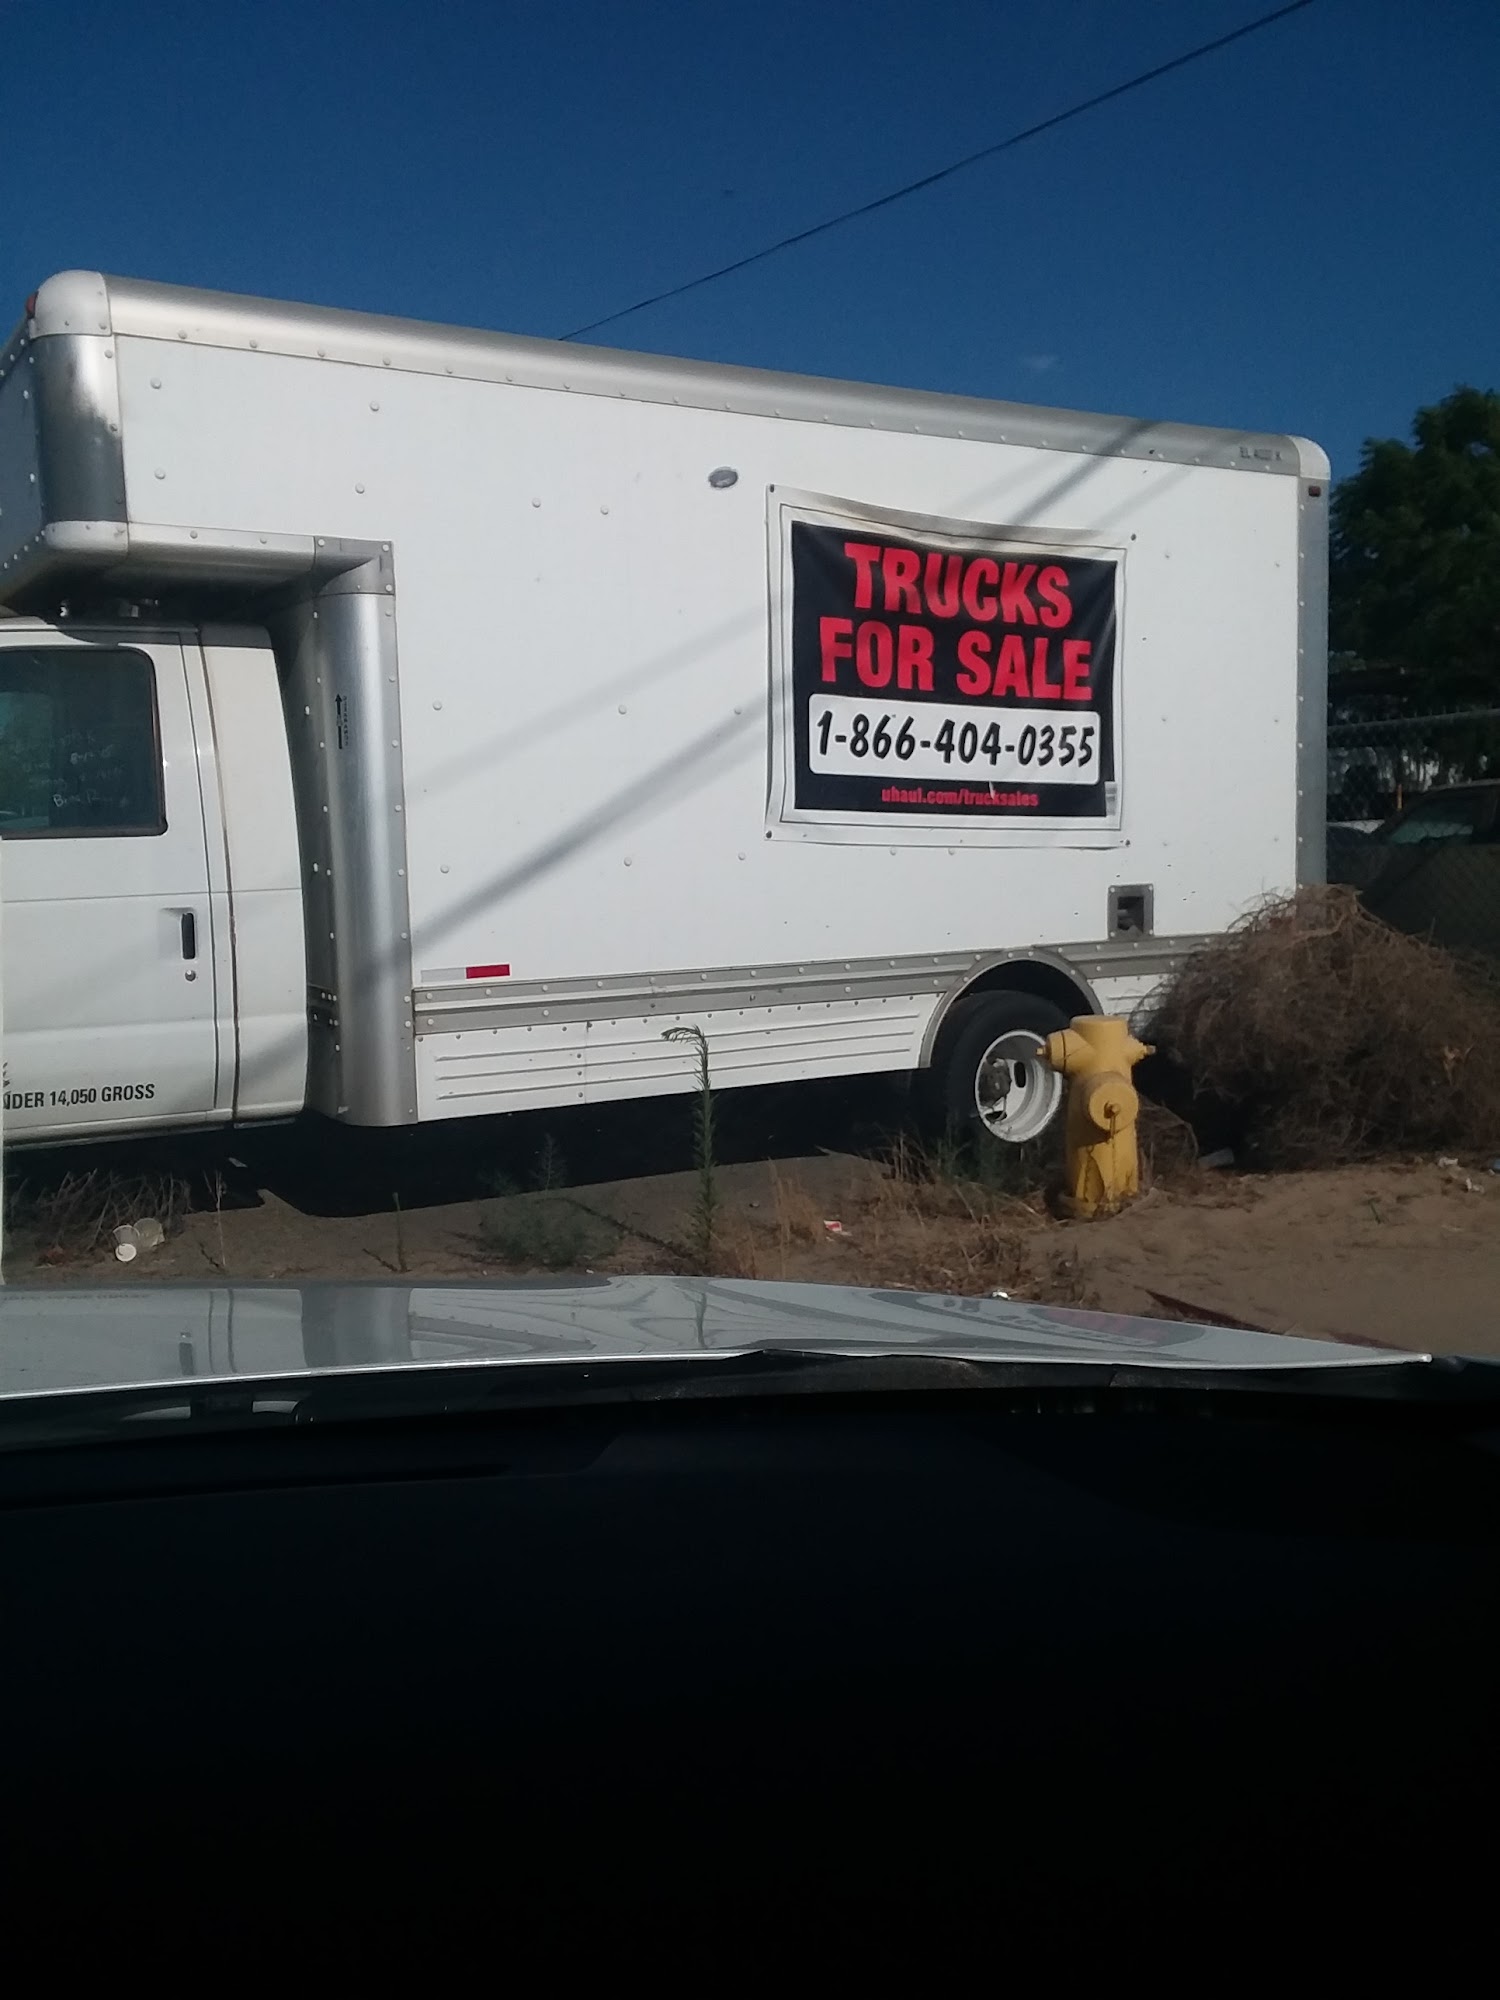 TRUCKS
FOR SALE
1-866-404-0355
uhaul.com/trucksales
NDER 14,050 GROSS